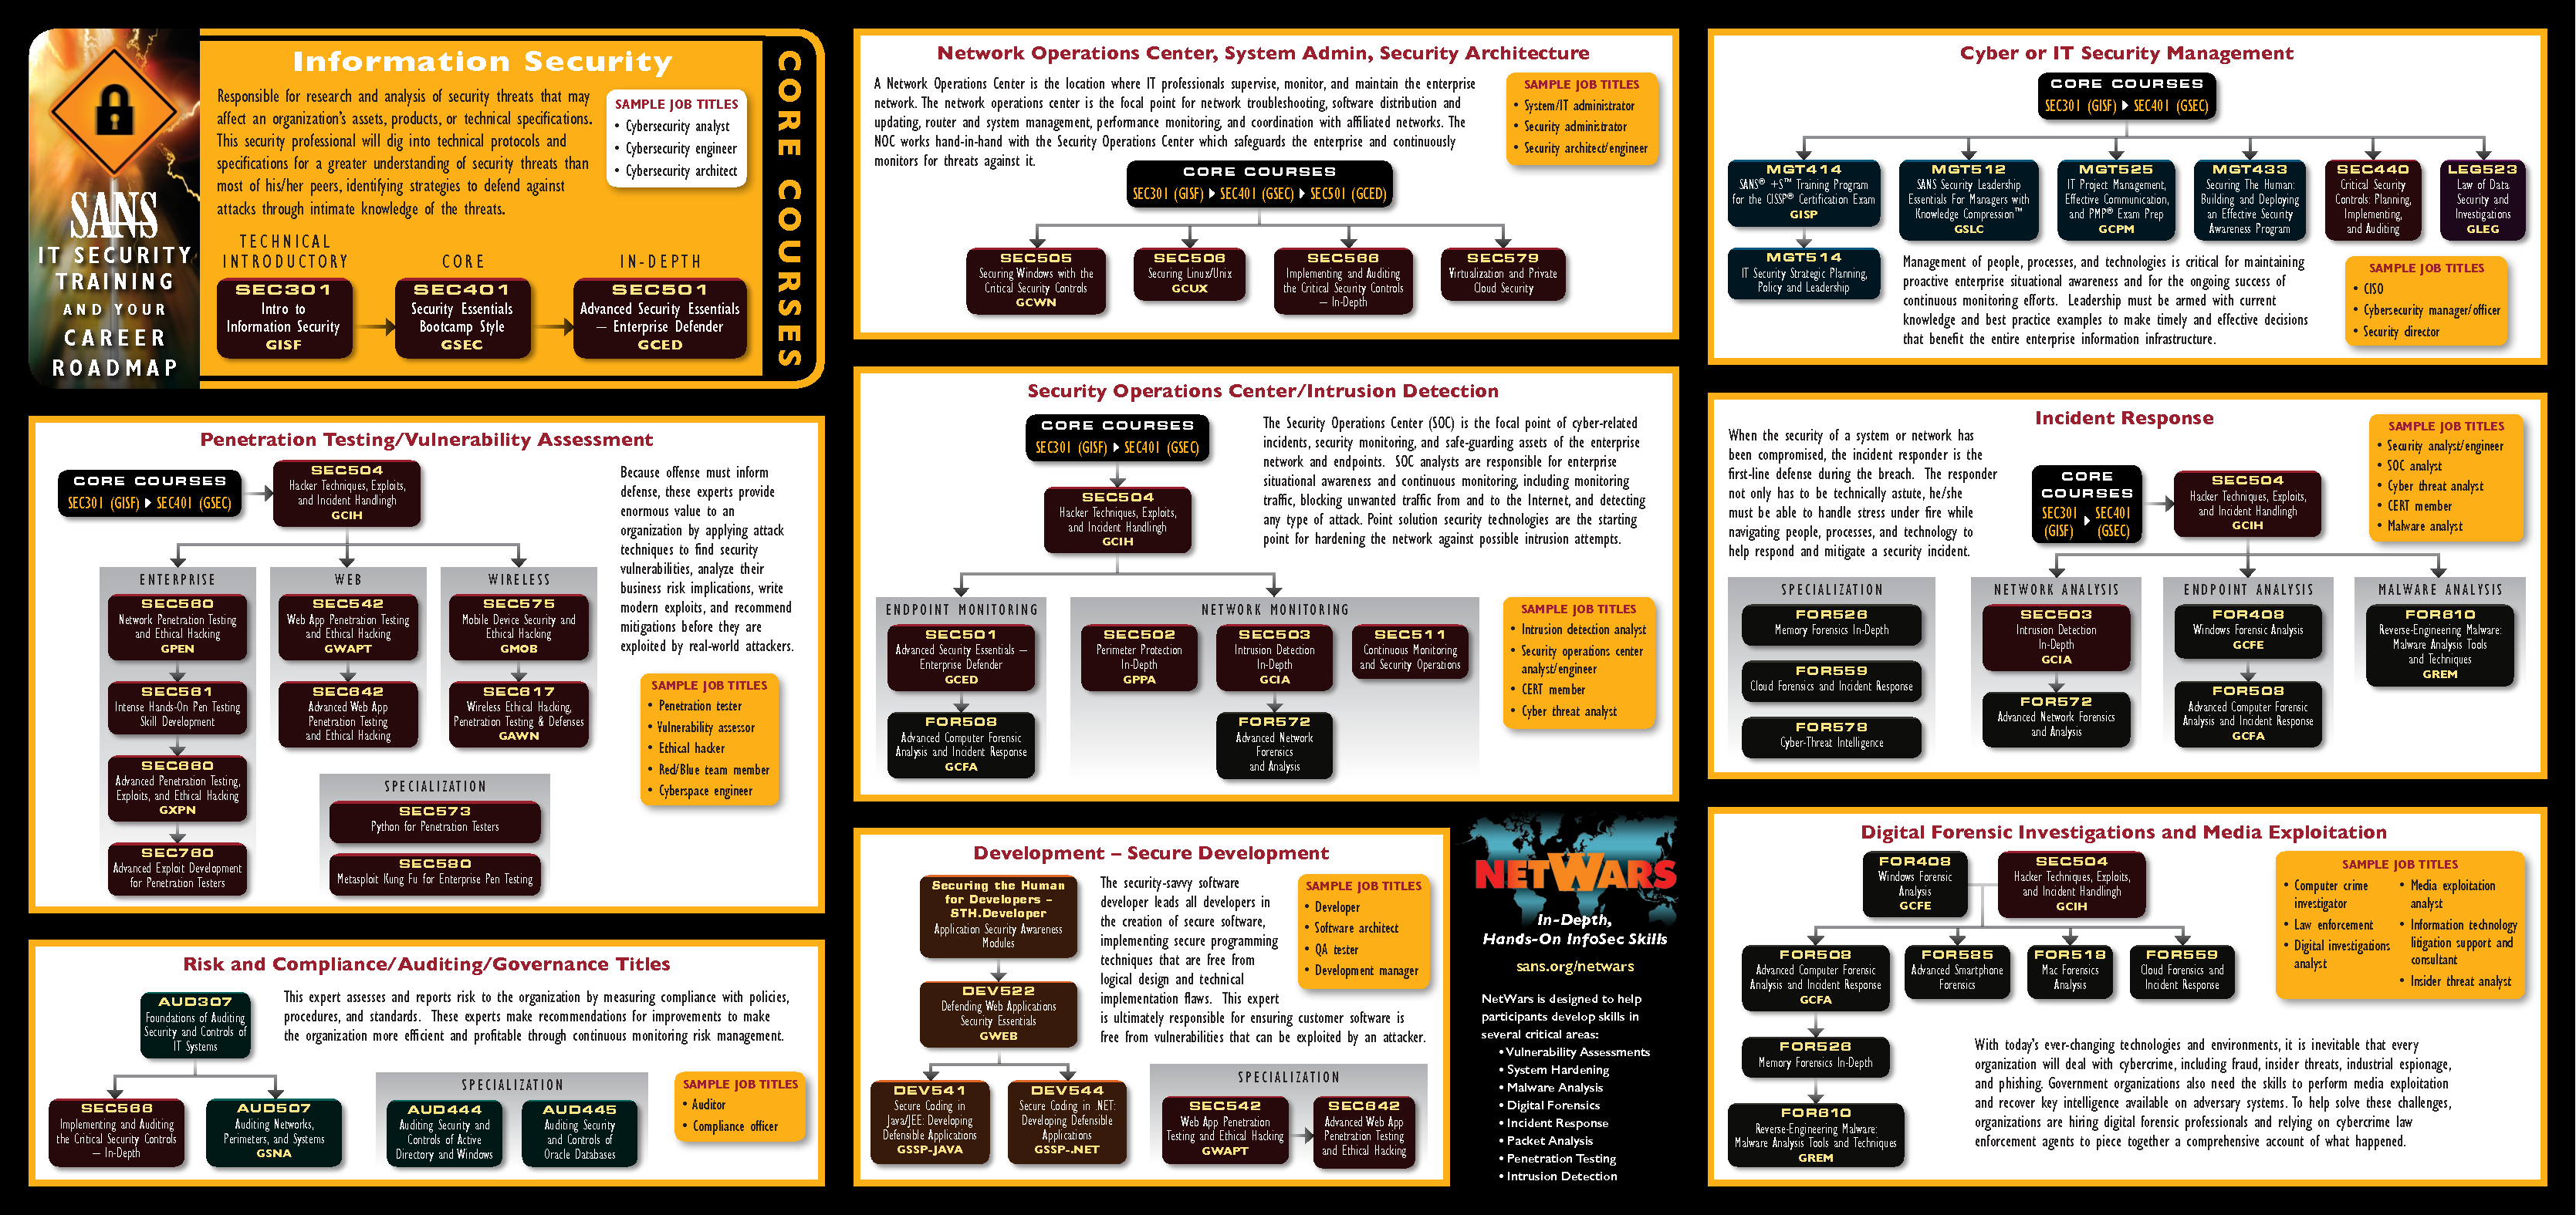 SANS
IT SECURITY
TRAINING
AND YOUR
CAREER
ROADMAP
Information Security
Responsible for research and analysis of security threats that may
affect an organization's assets, products, or technical specifications.
This security professional will dig into technical protocols and
specifications for a greater understanding of security threats than
most of his/her peers, identifying strategies to defend against
attacks through intimate knowledge of the threats.
SAMPLE JOB TITLES
• Cybersecurity analyst
• Cybersecurity engineer
• Cybersecurity architect
TECHNICAL
INTRODUCTORY
SEC301
Intro to
Information Security
GISF
CORE
SEC401
Security Essentials
Bootcamp Style
GSEC
IN-DEPTH
SEC501
Advanced Security Essentials
— Enterprise Defender
GCED
CORE COURSES
Penetration Testing/Vulnerability Assessment
CORE COURSES
SEC301 (GISF) SEC401 (GSEC)
SEC504
Hacker Techniques, Exploits,
and Incident Handlingh
GCIH
Because offense must inform
defense, these experts provide
enormous value to an
organization by applying attack
techniques to find security
vulnerabilities, analyze their
business risk implications, write
modern exploits, and recommend
mitigations before they are
exploited by real-world attackers.
ENTERPRISE
SEC560
Network Penetration Testing
and Ethical Hacking
GPEN
SEC561
Intense Hands-On Pen Testing
Skill Development
SEC660
Advanced Penetration Testing,
Exploits, and Ethical Hacking
GXPN
SEC760
Advanced Exploit Development
for Penetration Testers
WEB
SEC542
Web App Penetration Testing
and Ethical Hacking
GWAPT
SEC642
Advanced Web App
Penetration Testing
and Ethical Hacking
WIRELESS
SEC575
Mobile Device Security and
Ethical Hacking
GMOB
SEC617
Wireless Ethical Hacking,
Penetration Testing & Defenses
GAWN
SPECIALIZATION
SEC573
Python for Penetration Testers
SEC580
Metasploit Kung Fu for Enterprise Pen Testing
SAMPLE JOB TITLES
• Penetration tester
• Vulnerability assessor
• Ethical hacker
• Red/Blue team member
• Cyberspace engineer
Risk and Compliance/Auditing/Governance Titles
AUD307
Foundations of Auditing
Security and Controls of
IT Systems
This expert assesses and reports risk to the organization by measuring compliance with policies,
procedures, and standards. These experts make recommendations for improvements to make
the organization more efficient and profitable through continuous monitoring risk management.
SEC566
Implementing and Auditing
the Critical Security Controls
— In-Depth
AUD507
Auditing Networks,
Perimeters, and Systems
GSNA
SPECIALIZATION
AUD444
Auditing Security and
Controls of Active
Directory and Windows
AUD445
Auditing Security
and Controls of
Oracle Databases
SAMPLE JOB TITLES
• Auditor
• Compliance officer
Network Operations Center, System Admin, Security Architecture
A Network Operations Center is the location where IT professionals supervise, monitor, and maintain the enterprise
network. The network operations center is the focal point for network troubleshooting, software distribution and
updating, router and system management, performance monitoring, and coordination with affiliated networks. The
NOC works hand-in-hand with the Security Operations Center which safeguards the enterprise and continuously
monitors for threats against it.
SAMPLE JOB TITLES
• System/IT administrator
• Security administrator
• Security architect/engineer
CORE COURSES
SEC301 (GISF) SEC401 (GSEC) SEC501 (GCED)
SEC505
Securing Windows with the
Critical Security Controls
GCWN
SEC506
Securing Linux/Unix
GCUX
SEC566
Implementing and Auditing
the Critical Security Controls
— In-Depth
SEC579
Virtualization and Private
Cloud Security
Security Operations Center/Intrusion Detection
CORE COURSES
SEC301 (GISF) SEC401 (GSEC)
SEC504
Hacker Techniques, Exploits,
and Incident Handlingh
GCIH
The Security Operations Center (SOC) is the focal point of cyber-related
incidents, security monitoring, and safe-guarding assets of the enterprise
network and endpoints. SOC analysts are responsible for enterprise
situational awareness and continuous monitoring, including monitoring
traffic, blocking unwanted traffic from and to the Internet, and detecting
any type of attack. Point solution security technologies are the starting
point for hardening the network against possible intrusion attempts.
ENDPOINT MONITORING
SEC501
Advanced Security Essentials —
Enterprise Defender
GCED
FOR508
Advanced Computer Forensic
Analysis and Incident Response
GCFA
NETWORK MONITORING
SEC502
Perimeter Protection
In-Depth
GPPA
SEC503
Intrusion Detection
In-Depth
GCIA
FOR572
Advanced Network
Forensics
and Analysis
SEC511
Continuous Monitoring
and Security Operations
SAMPLE JOB TITLES
• Intrusion detection analyst
• Security operations center
analyst/engineer
• CERT member
• Cyber threat analyst
Development – Secure Development
Securing the Human
for Developers –
STH.Developer
Application Security Awareness
Modules
DEV522
Defending Web Applications
Security Essentials
GWEB
DEV541
Secure Coding in
Java/JEE: Developing
Defensible Applications
GSSP-JAVA
DEV544
Secure Coding in .NET:
Developing Defensible
Applications
GSSP-.NET
The security-savvy software
developer leads all developers in
the creation of secure software,
implementing secure programming
techniques that are free from
logical design and technical
implementation flaws. This expert
is ultimately responsible for ensuring customer software is
free from vulnerabilities that can be exploited by an attacker.
SAMPLE JOB TITLES
• Developer
• Software architect
• QA tester
• Development manager
SPECIALIZATION
SEC542
Web App Penetration
Testing and Ethical Hacking
GWAPT
SEC642
Advanced Web App
Penetration Testing
and Ethical Hacking
NETWARS
In-Depth,
Hands-On InfoSec Skills
sans.org/netwars
NetWars is designed to help
participants develop skills in
several critical areas:
• Vulnerability Assessments
• System Hardening
• Malware Analysis
• Digital Forensics
• Incident Response
• Packet Analysis
• Penetration Testing
• Intrusion Detection
Cyber or IT Security Management
CORE COURSES
SEC301 (GISF) SEC401 (GSEC)
MGT414
SANS® +S™ Training Program
for the CISSP® Certification Exam
GISP
MGT514
IT Security Strategic Planning,
Policy and Leadership
MGT512
SANS Security Leadership
Essentials For Managers with
Knowledge Compression™
GSLC
MGT525
IT Project Management,
Effective Communication,
and PMP® Exam Prep
GCPM
MGT433
Securing The Human:
Building and Deploying
an Effective Security
Awareness Program
SEC440
Critical Security
Controls: Planning,
Implementing,
and Auditing
LEG523
Law of Data
Security and
Investigations
GLEG
Management of people, processes, and technologies is critical for maintaining
proactive enterprise situational awareness and for the ongoing success of
continuous monitoring efforts. Leadership must be armed with current
knowledge and best practice examples to make timely and effective decisions
that benefit the entire enterprise information infrastructure.
SAMPLE JOB TITLES
• CISO
• Cybersecurity manager/officer
• Security director
Incident Response
When the security of a system or network has
been compromised, the incident responder is the
first-line defense during the breach. The responder
not only has to be technically astute, he/she
must be able to handle stress under fire while
navigating people, processes, and technology to
help respond and mitigate a security incident.
CORE
COURSES
SEC301 SEC401
(GISF) (GSEC)
SEC504
Hacker Techniques, Exploits,
and Incident Handlingh
GCIH
SAMPLE JOB TITLES
• Security analyst/engineer
• SOC analyst
• Cyber threat analyst
• CERT member
• Malware analyst
SPECIALIZATION
FOR526
Memory Forensics In-Depth
FOR559
Cloud Forensics and Incident Response
FOR578
Cyber-Threat Intelligence
NETWORK ANALYSIS
SEC503
Intrusion Detection
In-Depth
GCIA
FOR572
Advanced Network Forensics
and Analysis
ENDPOINT ANALYSIS
FOR408
Windows Forensic Analysis
GCFE
FOR508
Advanced Computer Forensic
Analysis and Incident Response
GCFA
MALWARE ANALYSIS
FOR610
Reverse-Engineering Malware:
Malware Analysis Tools
and Techniques
GREM
Digital Forensic Investigations and Media Exploitation
FOR408
Windows Forensic
Analysis
GCFE
SEC504
Hacker Techniques, Exploits,
and Incident Handlingh
GCIH
SAMPLE JOB TITLES
• Computer crime
investigator
• Law enforcement
• Digital investigations
analyst
• Media exploitation
analyst
• Information technology
litigation support and
consultant
• Insider threat analyst
FOR508
Advanced Computer Forensic
Analysis and Incident Response
GCFA
FOR585
Advanced Smartphone
Forensics
FOR518
Mac Forensics
Analysis
FOR559
Cloud Forensics and
Incident Response
FOR526
Memory Forensics In-Depth
FOR610
Reverse-Engineering Malware:
Malware Analysis Tools and Techniques
GREM
With today's ever-changing technologies and environments, it is inevitable that every
organization will deal with cybercrime, including fraud, insider threats, industrial espionage,
and phishing. Government organizations also need the skills to perform media exploitation
and recover key intelligence available on adversary systems. To help solve these challenges,
organizations are hiring digital forensic professionals and relying on cybercrime law
enforcement agents to piece together a comprehensive account of what happened.